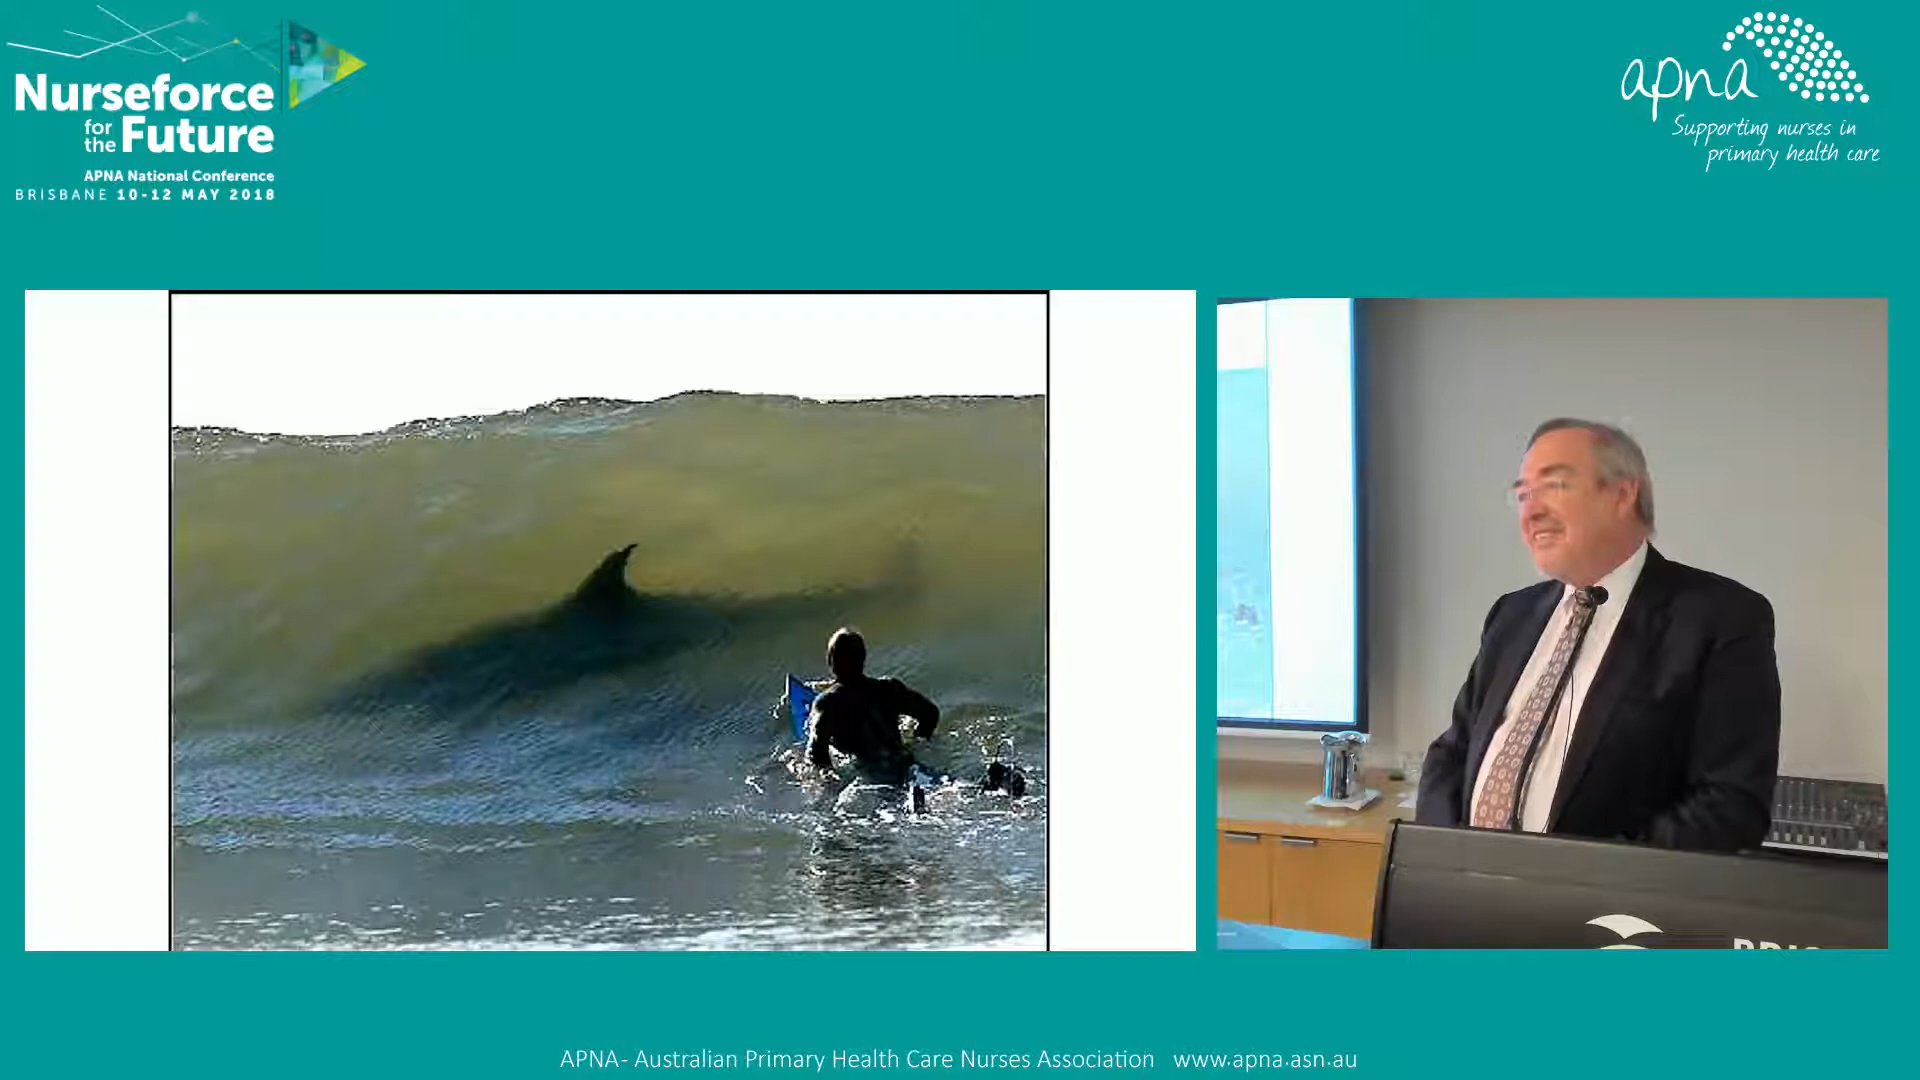 Nurseforce
for
the Future
APNA National Conference
BRISBANE 10-12 MAY 2018
apna
Supporting nurses in
primary health care
APNA- Australian Primary Health Care Nurses Association www.apna.asn.au